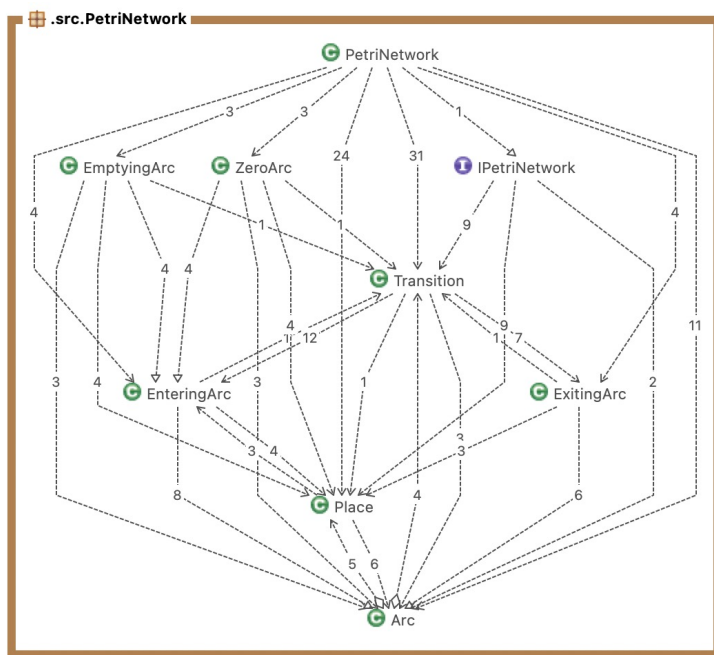 .src.PetriNetwork
C PetriNetwork
3 3 1
24 31
C EmptyingArc C ZeroArc I IPetriNetwork
4 1 1 9 4
4 4 C Transition
4 9 11
1 12 1 7
3 4 3 1 2
C EnteringArc C ExitingArc
3
3 4 3
8 4 6
C Place
5 6
C Arc